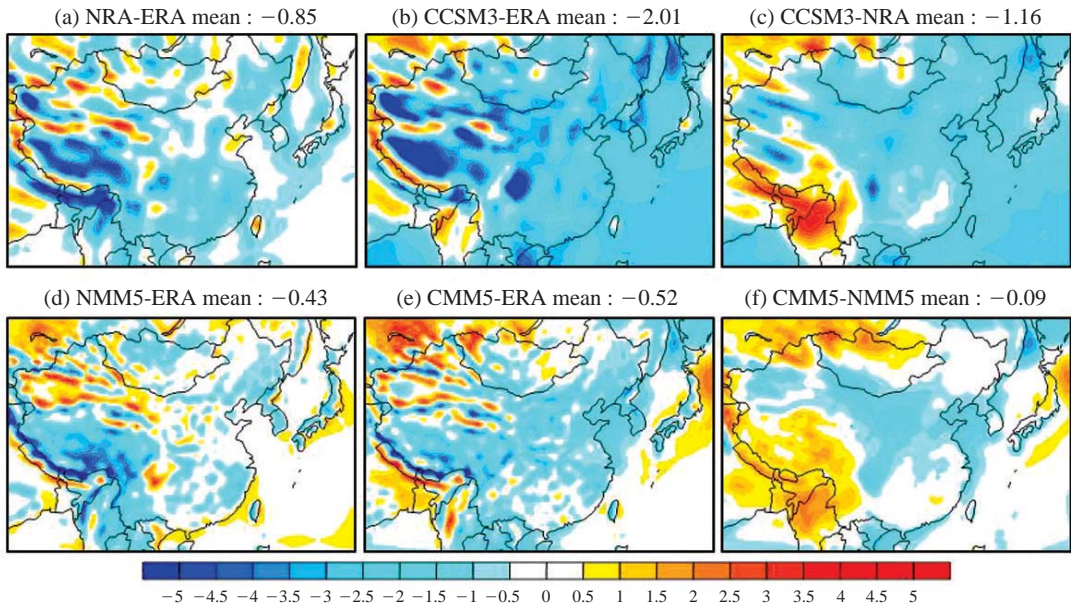 (a) NRA-ERA mean : −0.85
(b) CCSM3-ERA mean : −2.01
(c) CCSM3-NRA mean : −1.16
(d) NMM5-ERA mean : −0.43
(e) CMM5-ERA mean : −0.52
(f) CMM5-NMM5 mean : −0.09
−5 −4.5 −4 −3.5 −3 −2.5 −2 −1.5 −1 −0.5 0 0.5 1 1.5 2 2.5 3 3.5 4 4.5 5